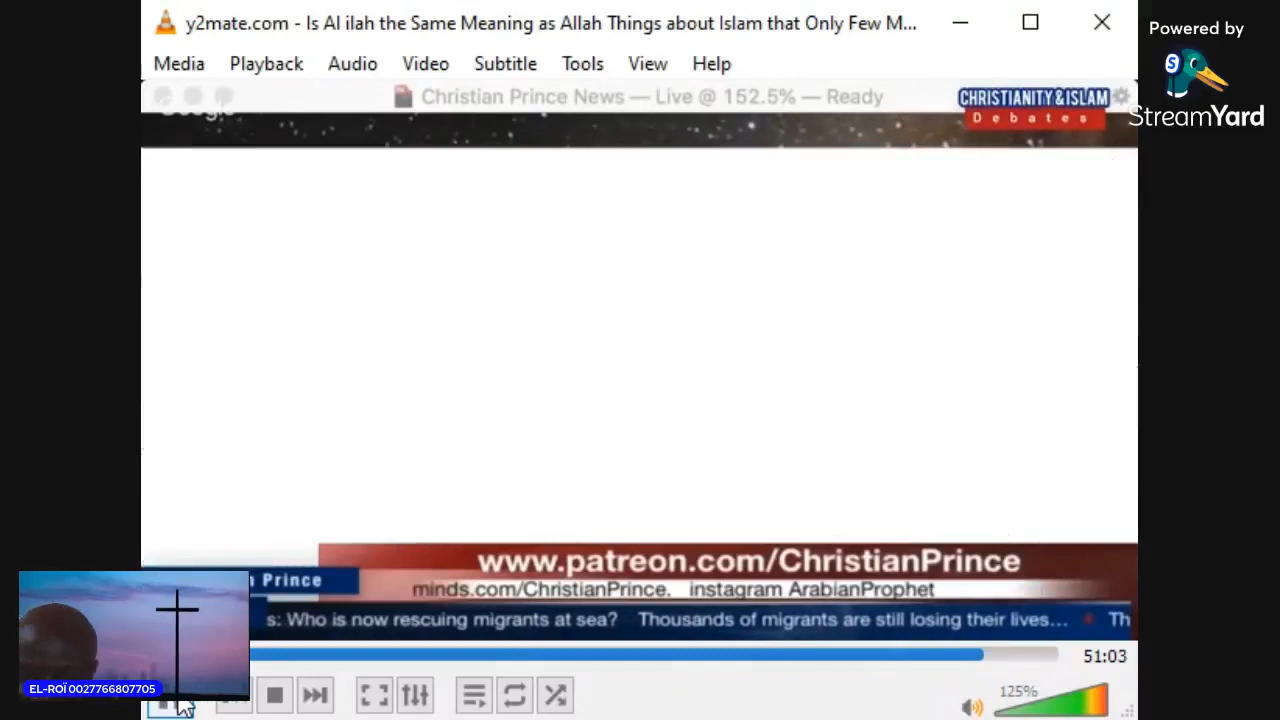 y2mate.com - Is Al ilah the Same Meaning as Allah Things about Islam that Only Few M...
Powered by
StreamYard
Media Playback Audio Video Subtitle Tools View Help
Christian Prince News — Live @ 152.5% — Ready
CHRISTIANITY & ISLAM
Debates
Google
www.patreon.com/ChristianPrince
Prince
minds.com/ChristianPrince. instagram ArabianProphet
s: Who is now rescuing migrants at sea? Thousands of migrants are still losing their lives... Th
51:03
EL-ROÏ 0027766807705
125%